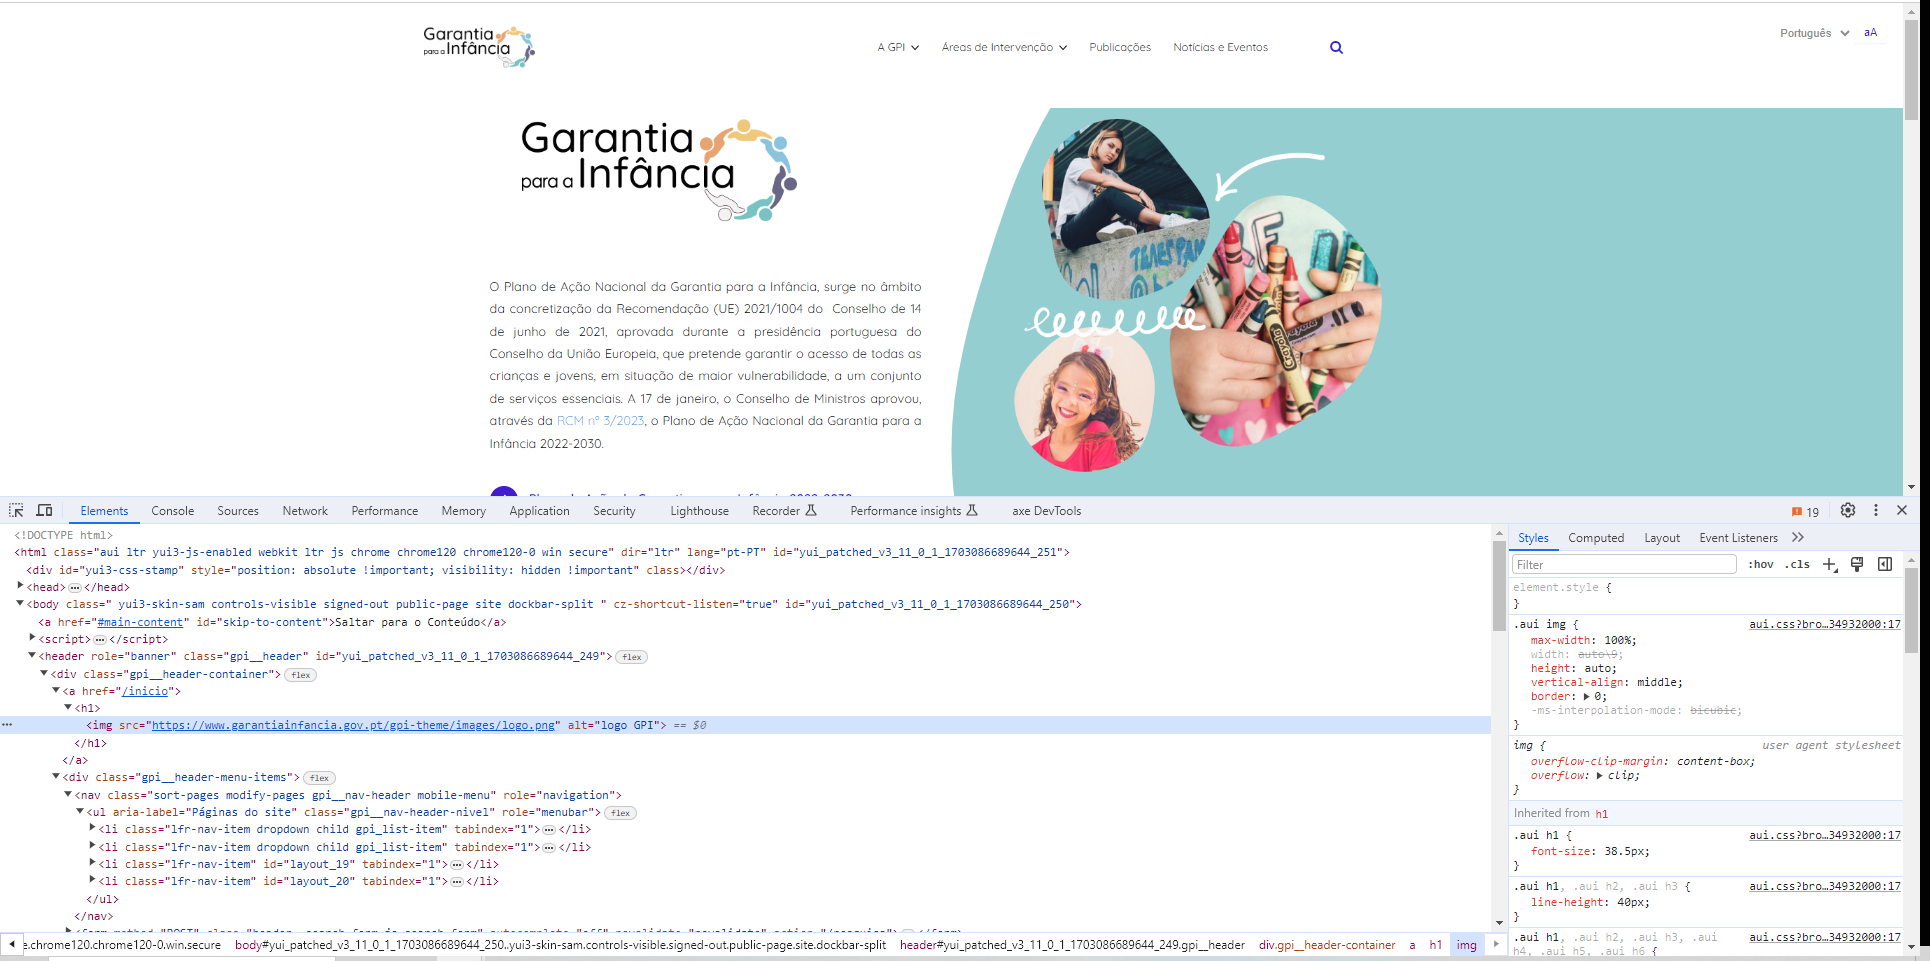 Garantia
para a Infância
A GPI
Áreas de Intervenção
Publicações
Notícias e Eventos
Português
aA
Garantia
para a Infância
O Plano de Ação Nacional da Garantia para a Infância, surge no âmbito
da concretização da Recomendação (UE) 2021/1004 do Conselho de 14
de junho de 2021, aprovada durante a presidência portuguesa do
Conselho da União Europeia, que pretende garantir o acesso de todas as
crianças e jovens, em situação de maior vulnerabilidade, a um conjunto
de serviços essenciais. A 17 de janeiro, o Conselho de Ministros aprovou,
através da RCM nº 3/2023, o Plano de Ação Nacional da Garantia para a
Infância 2022-2030.
Elements Console Sources Network Performance Memory Application Security Lighthouse Recorder Performance insights axe DevTools
19
<!DOCTYPE html>
<html class="aui ltr yui3-js-enabled webkit ltr js chrome chrome120 chrome120-0 win secure" dir="ltr" lang="pt-PT" id="yui_patched_v3_11_0_1_1703086689644_251">
<div id="yui3-css-stamp" style="position: absolute !important; visibility: hidden !important" class></div>
<head>…</head>
<body class=" yui3-skin-sam controls-visible signed-out public-page site dockbar-split " cz-shortcut-listen="true" id="yui_patched_v3_11_0_1_1703086689644_250">
<a href="#main-content" id="skip-to-content">Saltar para o Conteúdo</a>
<script>…</script>
<header role="banner" class="gpi__header" id="yui_patched_v3_11_0_1_1703086689644_249"> flex
<div class="gpi__header-container"> flex
<a href="/inicio">
<h1>
<img src="https://www.garantiainfancia.gov.pt/gpi-theme/images/logo.png" alt="logo GPI"> == $0
</h1>
</a>
<div class="gpi__header-menu-items"> flex
<nav class="sort-pages modify-pages gpi__nav-header mobile-menu" role="navigation">
<ul aria-label="Páginas do site" class="gpi__nav-header-nivel" role="menubar"> flex
<li class="lfr-nav-item dropdown child gpi_list-item" tabindex="1">…</li>
<li class="lfr-nav-item dropdown child gpi_list-item" tabindex="1">…</li>
<li class="lfr-nav-item" id="layout_19" tabindex="1">…</li>
<li class="lfr-nav-item" id="layout_20" tabindex="1">…</li>
</ul>
</nav>
e.chrome120.chrome120-0.win.secure body#yui_patched_v3_11_0_1_1703086689644_250..yui3-skin-sam.controls-visible.signed-out.public-page.site.dockbar-split header#yui_patched_v3_11_0_1_1703086689644_249.gpi__header div.gpi__header-container a h1 img
Styles Computed Layout Event Listeners
Filter :hov .cls
element.style {
}
.aui img { aui.css?bro…34932000:17
max-width: 100%;
width: auto\9;
height: auto;
vertical-align: middle;
border: 0;
-ms-interpolation-mode: bicubic;
}
img { user agent stylesheet
overflow-clip-margin: content-box;
overflow: clip;
}
Inherited from h1
.aui h1 { aui.css?bro…34932000:17
font-size: 38.5px;
}
.aui h1, .aui h2, .aui h3 { aui.css?bro…34932000:17
line-height: 40px;
}
.aui h1, .aui h2, .aui h3, .aui aui.css?bro…34932000:17
h4, .aui h5, .aui h6 {